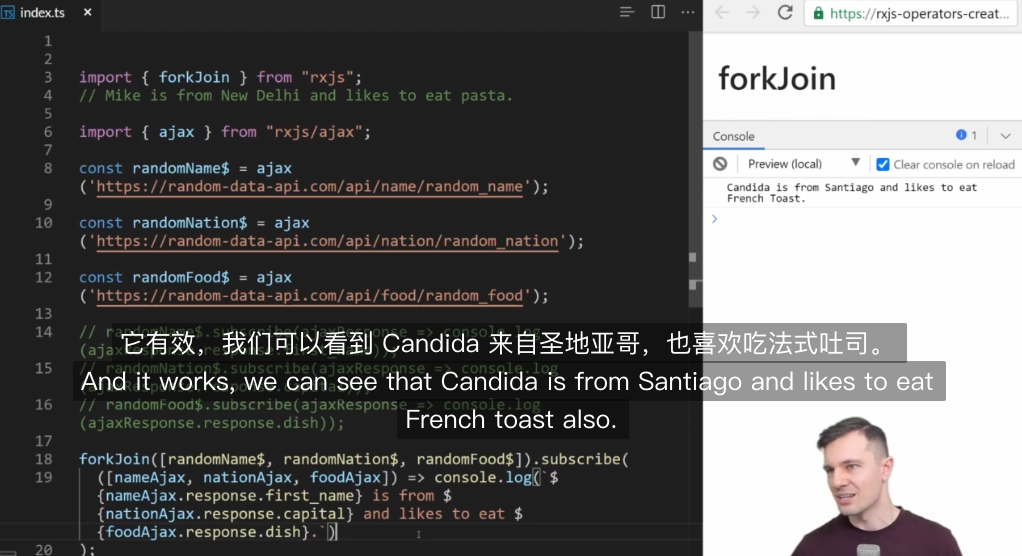 index.ts
https://rxjs-operators-creat...
1
2
3 import { forkJoin } from "rxjs";
4 // Mike is from New Delhi and likes to eat pasta.
5
6 import { ajax } from "rxjs/ajax";
7
8 const randomName$ = ajax
('https://random-data-api.com/api/name/random_name');
9
10 const randomNation$ = ajax
('https://random-data-api.com/api/nation/random_nation');
11
12 const randomFood$ = ajax
('https://random-data-api.com/api/food/random_food');
13
14 // randomName$.subscribe(ajaxResponse => console.log
15
16 // randomFood$.subscribe(ajaxResponse => console.log
(ajaxResponse.response.dish));
17
18 forkJoin([randomName$, randomNation$, randomFood$]).subscribe(
19 ([nameAjax, nationAjax, foodAjax]) => console.log(`$
{nameAjax.response.first_name} is from $
{nationAjax.response.capital} and likes to eat $
{foodAjax.response.dish}.`)
20 );
forkJoin
Console
1
Preview (local)
Clear console on reload
Candida is from Santiago and likes to eat
French Toast.
它有效，我们可以看到 Candida 来自圣地亚哥，也喜欢吃法式吐司。
And it works, we can see that Candida is from Santiago and likes to eat
French toast also.